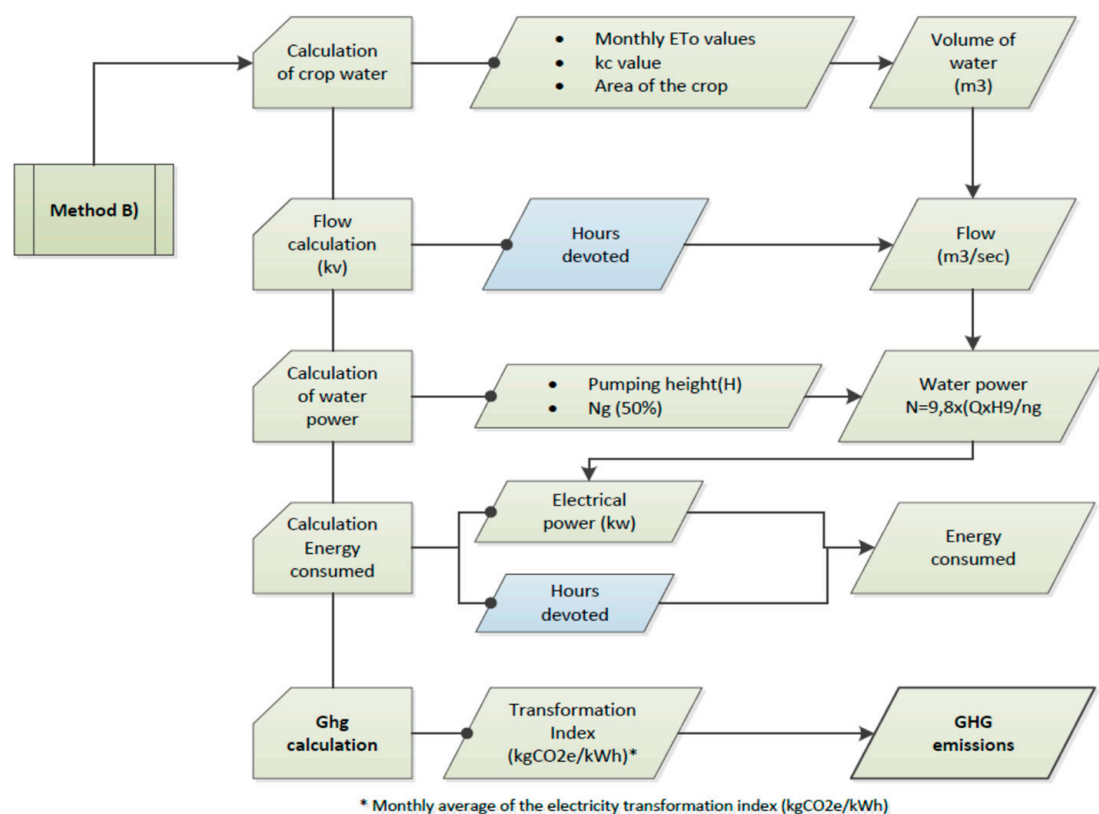 Calculation
of crop water
• Monthly ETo values
• kc value
• Area of the crop
Volume of
water
(m3)
Method B)
Flow
calculation
(kv)
Hours
devoted
Flow
(m3/sec)
Calculation
of water
power
• Pumping height(H)
• Ng (50%)
Water power
N=9,8x(QxH9/ng
Calculation
Energy
consumed
Electrical
power (kw)
Hours
devoted
Energy
consumed
Ghg
calculation
Transformation
Index
(kgCO2e/kWh)*
GHG
emissions
* Monthly average of the electricity transformation index (kgCO2e/kWh)